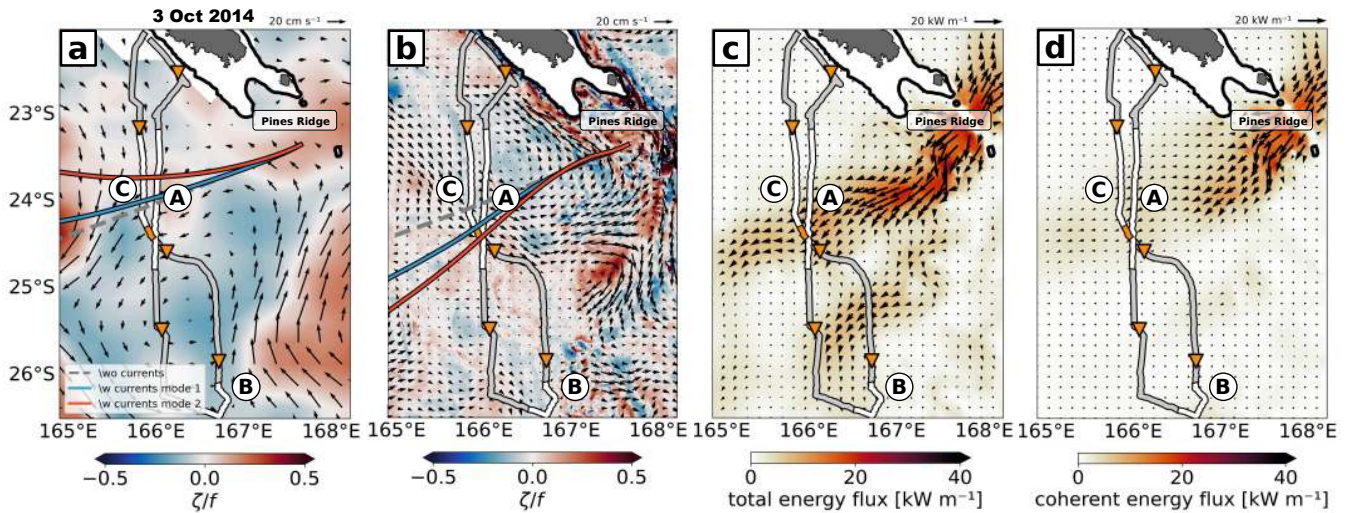 3 Oct 2014
20 cm s⁻¹
20 cm s⁻¹
20 kW m⁻¹
20 kW m⁻¹
a
b
c
d
23°S
24°S
25°S
26°S
Pines Ridge
Pines Ridge
Pines Ridge
Pines Ridge
C
A
B
C
A
B
C
A
B
C
A
B
\wo currents
\w currents mode 1
\w currents mode 2
165°E 166°E 167°E 168°E
165°E 166°E 167°E 168°E
165°E 166°E 167°E 168°E
165°E 166°E 167°E 168°E
−0.5 0.0 0.5
ζ/f
−0.5 0.0 0.5
ζ/f
0 20 40
total energy flux [kW m⁻¹]
0 20 40
coherent energy flux [kW m⁻¹]